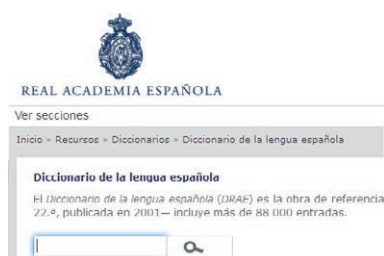 REAL ACADEMIA ESPAÑOLA
Ver secciones
Inicio » Recursos » Diccionarios » Diccionario de la lengua española
Diccionario de la lengua española
El Diccionario de la lengua española (DRAE) es la obra de referencia
22.ª, publicada en 2001— incluye más de 88 000 entradas.